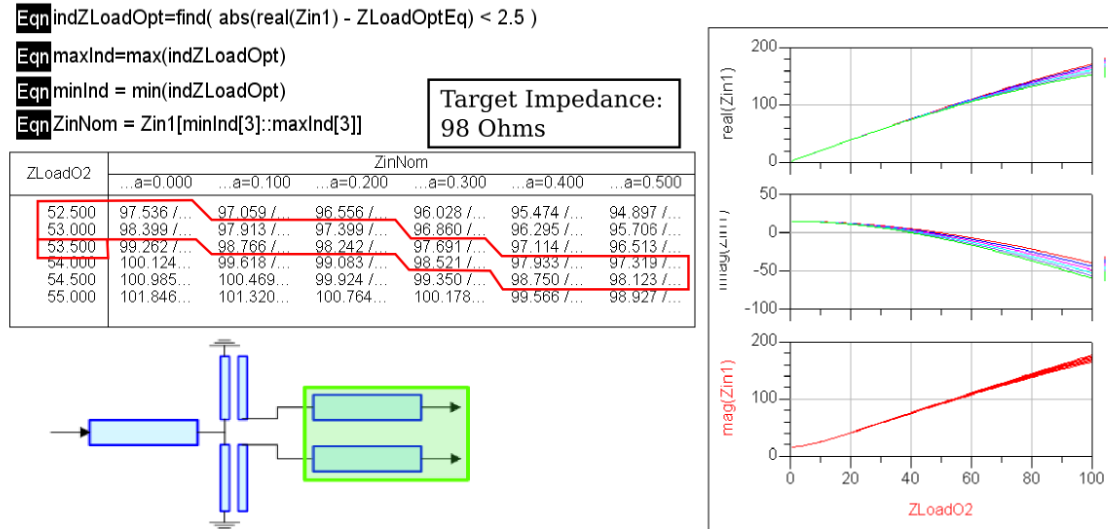 Eqn indZLoadOpt=find( abs(real(Zin1) - ZLoadOptEq) < 2.5 )
Eqn maxInd=max(indZLoadOpt)
Eqn minInd = min(indZLoadOpt)
Eqn ZinNom = Zin1[minInd[3]::maxInd[3]]
Target Impedance:
98 Ohms
ZLoadO2 ZinNom
...a=0.000 ...a=0.100 ...a=0.200 ...a=0.300 ...a=0.400 ...a=0.500
52.500 97.536 /... 97.059 /... 96.556 /... 96.028 /... 95.474 /... 94.897 /...
53.000 98.399 /... 97.913 /... 97.399 /... 96.860 /... 96.295 /... 95.706 /...
53.500 99.262 /... 98.766 /... 98.242 /... 97.691 /... 97.114 /... 96.513 /...
54.000 100.124... 99.618 /... 99.083 /... 98.521 /... 97.933 /... 97.319 /...
54.500 100.985... 100.469... 99.924 /... 99.350 /... 98.750 /... 98.123 /...
55.000 101.846... 101.320... 100.764... 100.178... 99.566 /... 98.927 /...
real(Zin1)
200
100
0
imag(Zin1)
50
0
-50
-100
mag(Zin1)
200
100
0
0 20 40 60 80 100
ZLoadO2